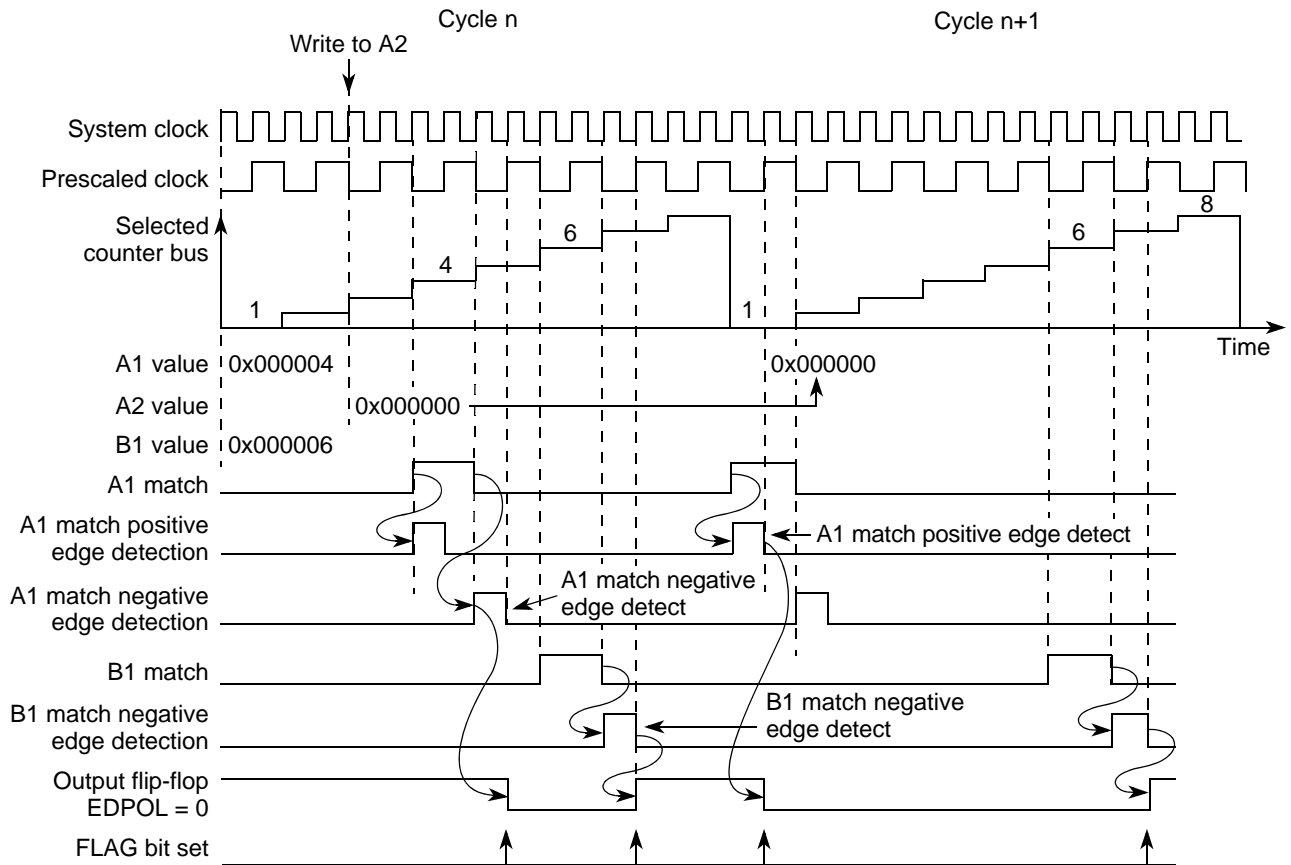 Cycle n
Cycle n+1
Write to A2
System clock
Prescaled clock
Selected
counter bus
1
4
6
1
6
8
Time
A1 value
0x000004
0x000000
A2 value
0x000000
B1 value
0x000006
A1 match
A1 match positive
edge detection
A1 match positive edge detect
A1 match negative
edge detection
A1 match negative
edge detect
B1 match
B1 match negative
edge detection
B1 match negative
edge detect
Output flip-flop
EDPOL = 0
FLAG bit set